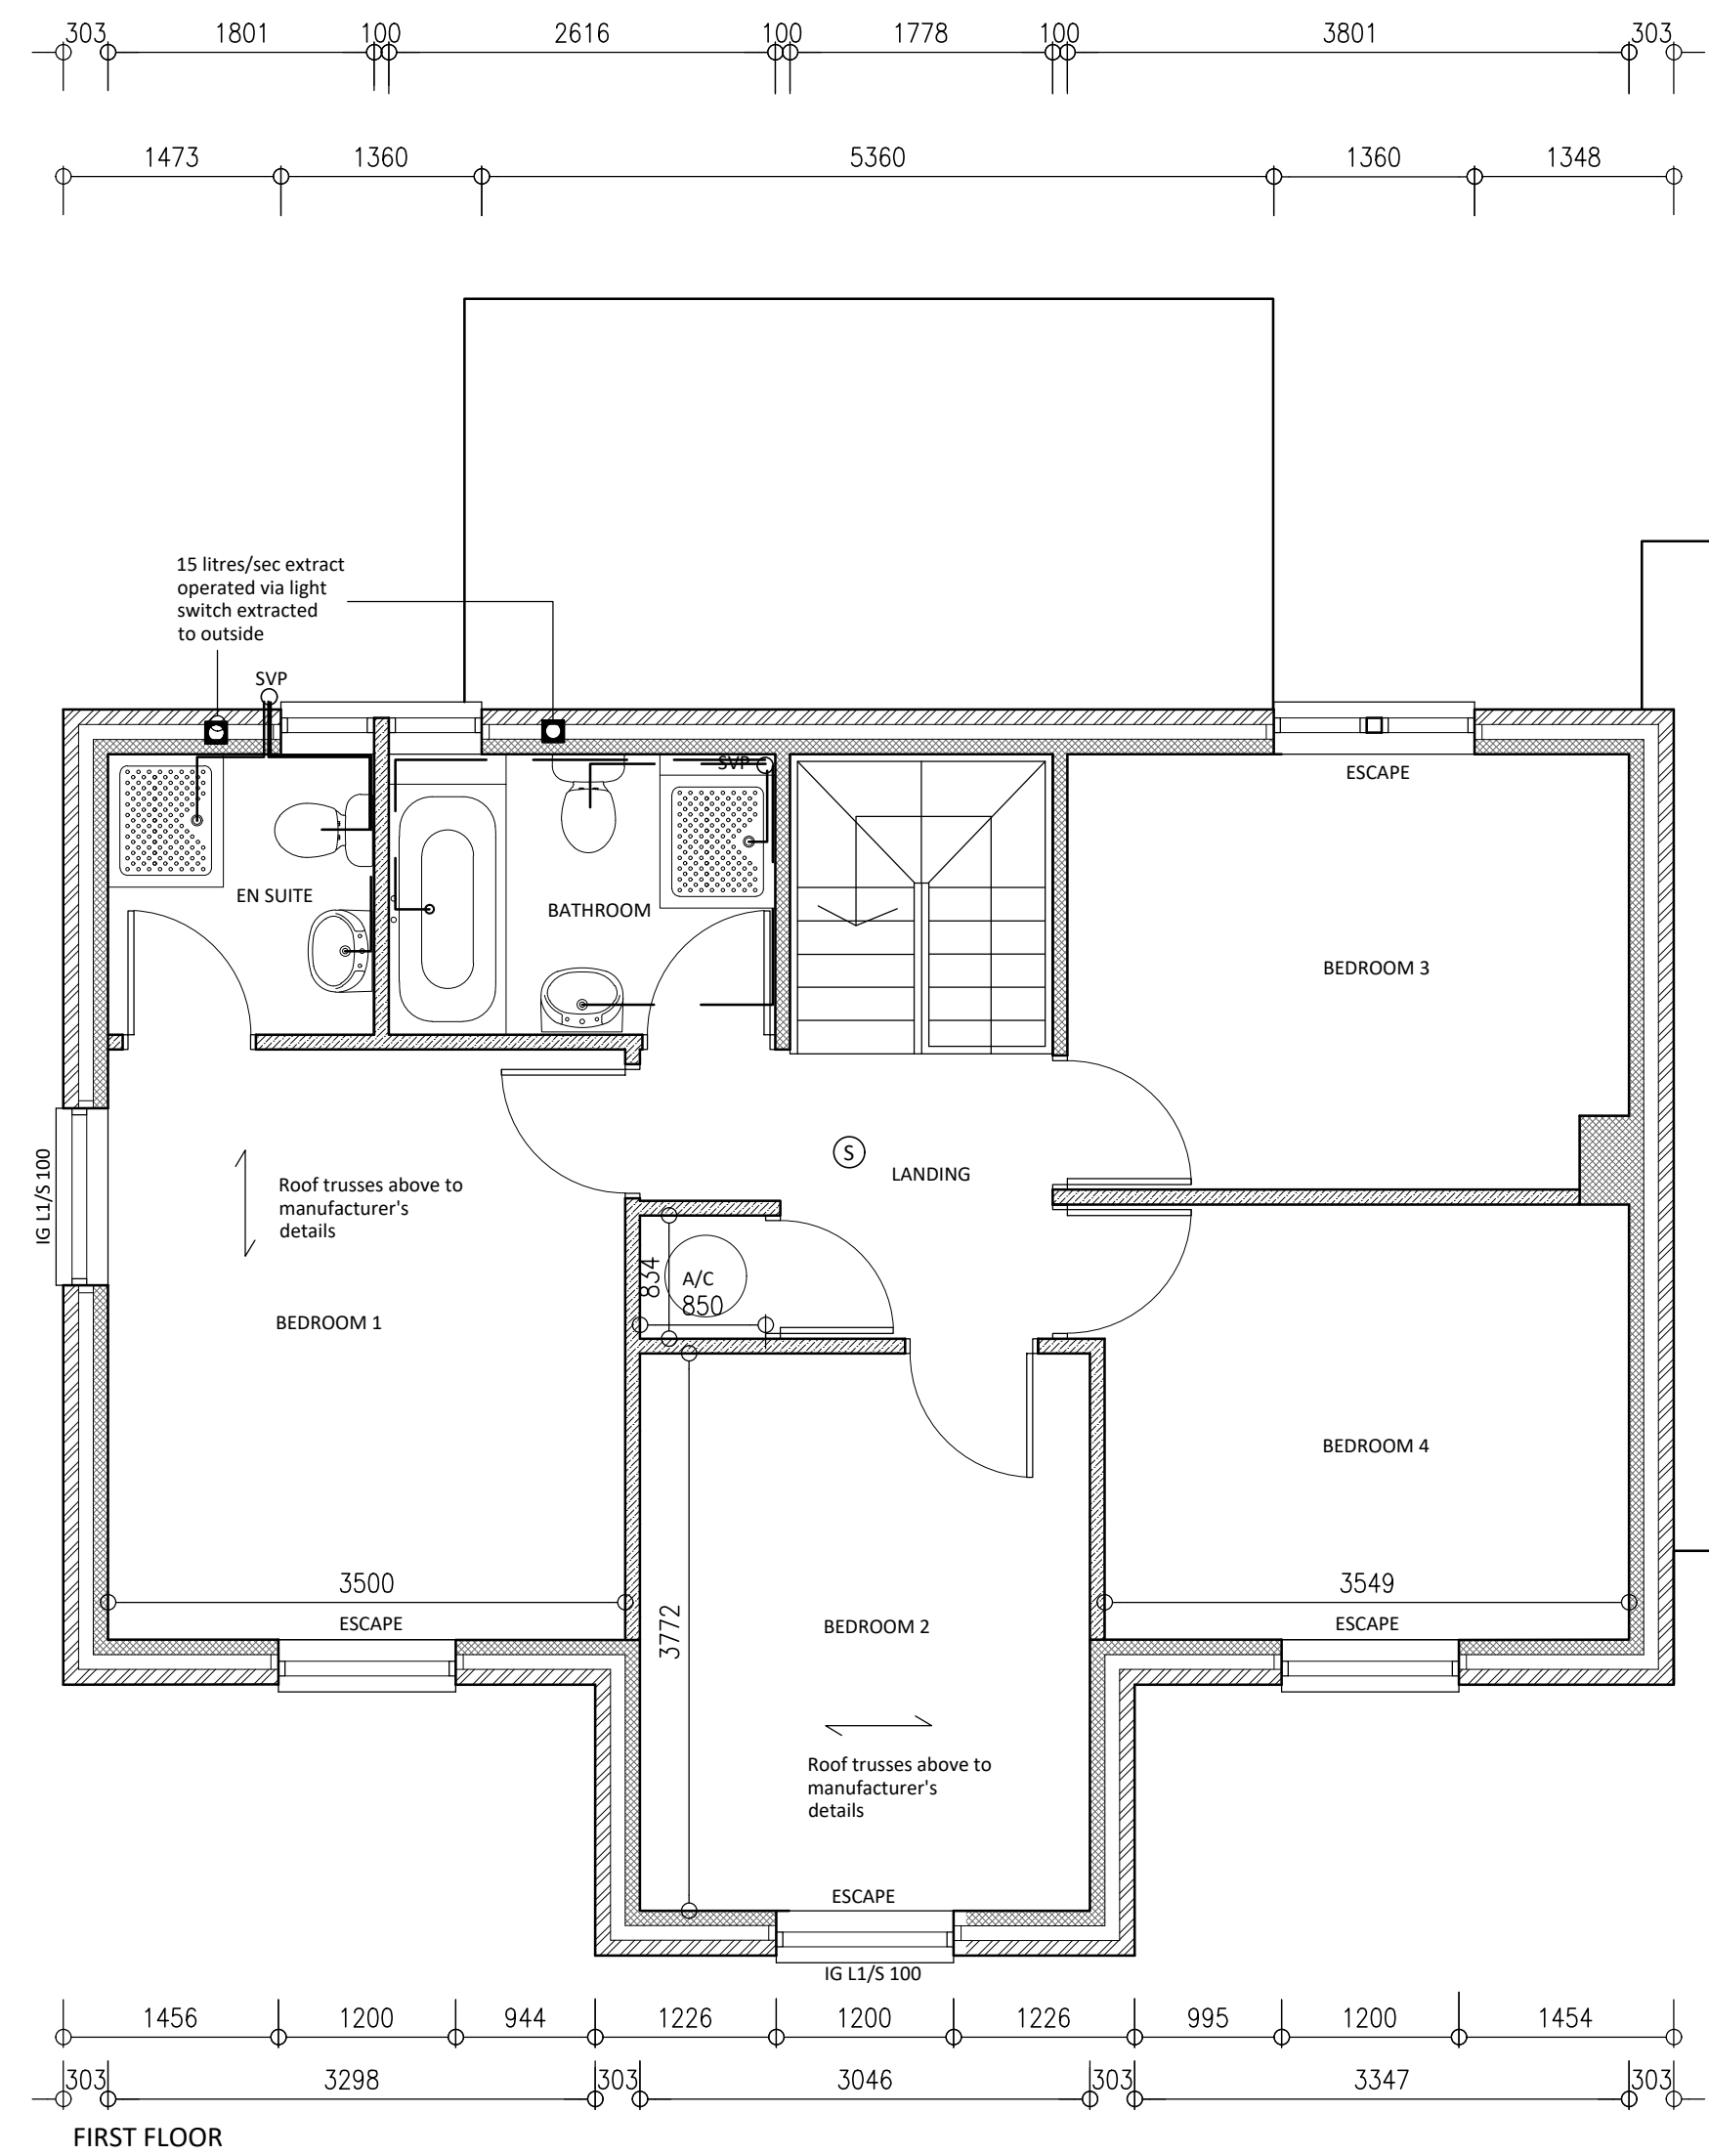 303 1801 100 2616 100 1778 100 3801 303
1473 1360 5360 1360 1348
15 litres/sec extract
operated via light
switch extracted
to outside
SVP
SVP
ESCAPE
EN SUITE
BATHROOM
BEDROOM 3
S
LANDING
IG L1/S 100
Roof trusses above to
manufacturer's
details
834
A/C
850
BEDROOM 1
BEDROOM 4
3500
ESCAPE
3772
BEDROOM 2
3549
ESCAPE
Roof trusses above to
manufacturer's
details
ESCAPE
IG L1/S 100
1456 1200 944 1226 1200 1226 995 1200 1454
303 3298 303 3046 303 3347 303
FIRST FLOOR